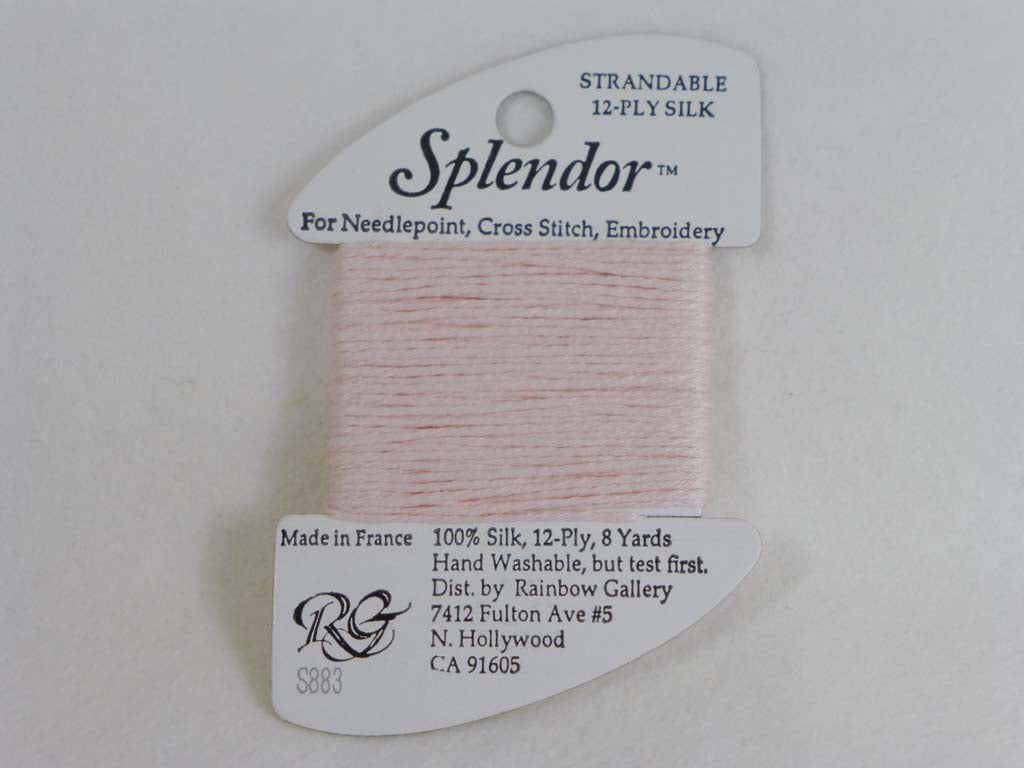 STRANDABLE
12-PLY SILK
Splendor™
For Needlepoint, Cross Stitch, Embroidery
Made in France
RG
S883
100% Silk, 12-Ply, 8 Yards
Hand Washable, but test first.
Dist. by Rainbow Gallery
7412 Fulton Ave #5
N. Hollywood
CA 91605